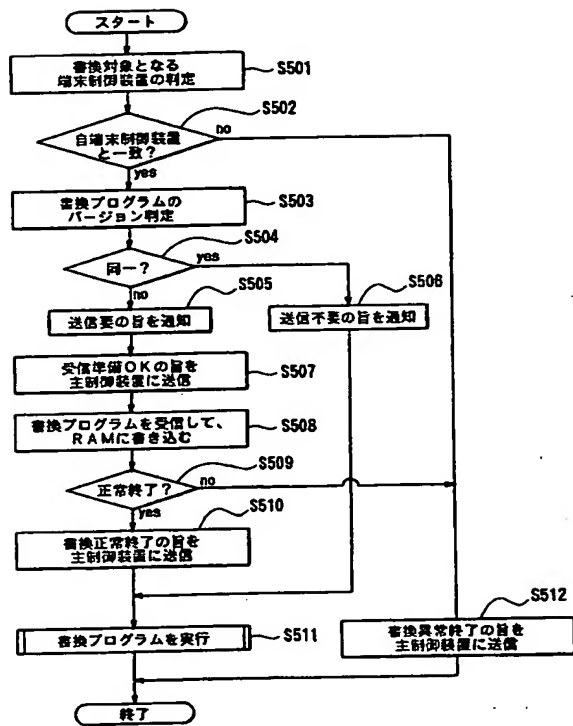 スタート
書換対象となる
端末制御装置の判定
S501
S502
自端末制御装置
と一致？
no
yes
書換プログラムの
バージョン判定
S503
S504
同一？
yes
no
S505
S506
送信要の旨を通知
送信不要の旨を通知
受信準備OKの旨を
主制御装置に送信
S507
書換プログラムを受信して、
RAMに書き込む
S508
S509
正常終了？
no
yes
S510
書換正常終了の旨を
主制御装置に送信
S512
書換プログラムを実行
S511
書換異常終了の旨を
主制御装置に送信
終了